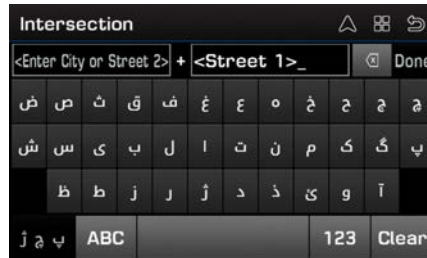 Intersection
<Enter City or Street 2> + <Street 1>_ Done
ض ص ث ق ف غ ع ه خ ح ج چ
ش س ی ب ل ا ت ن م ک گ پ
ظ ط ز ر ژ د ذ ئ و آ
پ چ ژ ABC 123 Clear